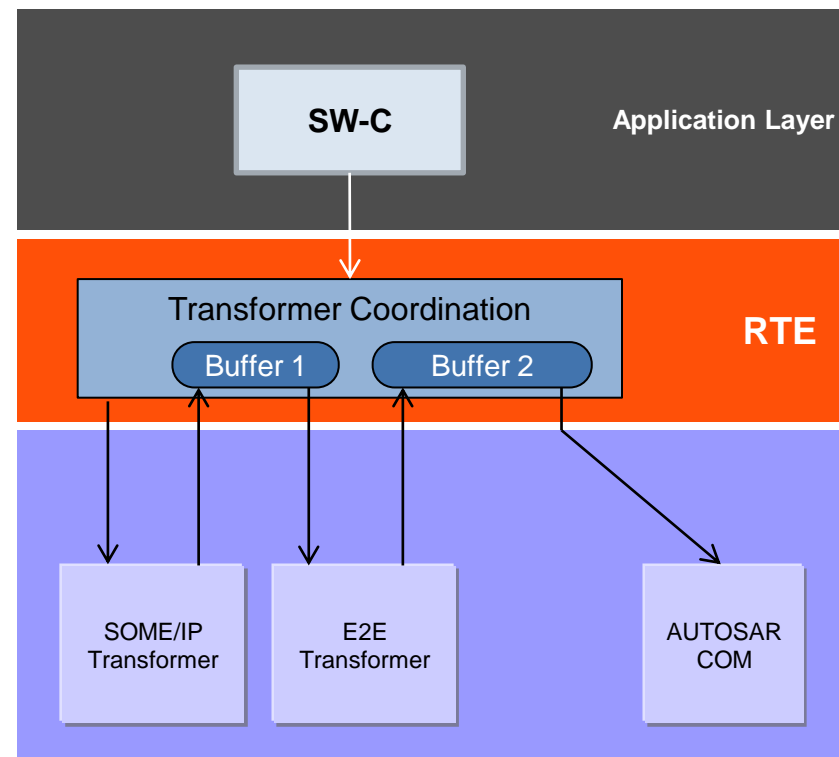 SW-C
Application Layer
Transformer Coordination
RTE
Buffer 1
Buffer 2
SOME/IP
Transformer
E2E
Transformer
AUTOSAR
COM